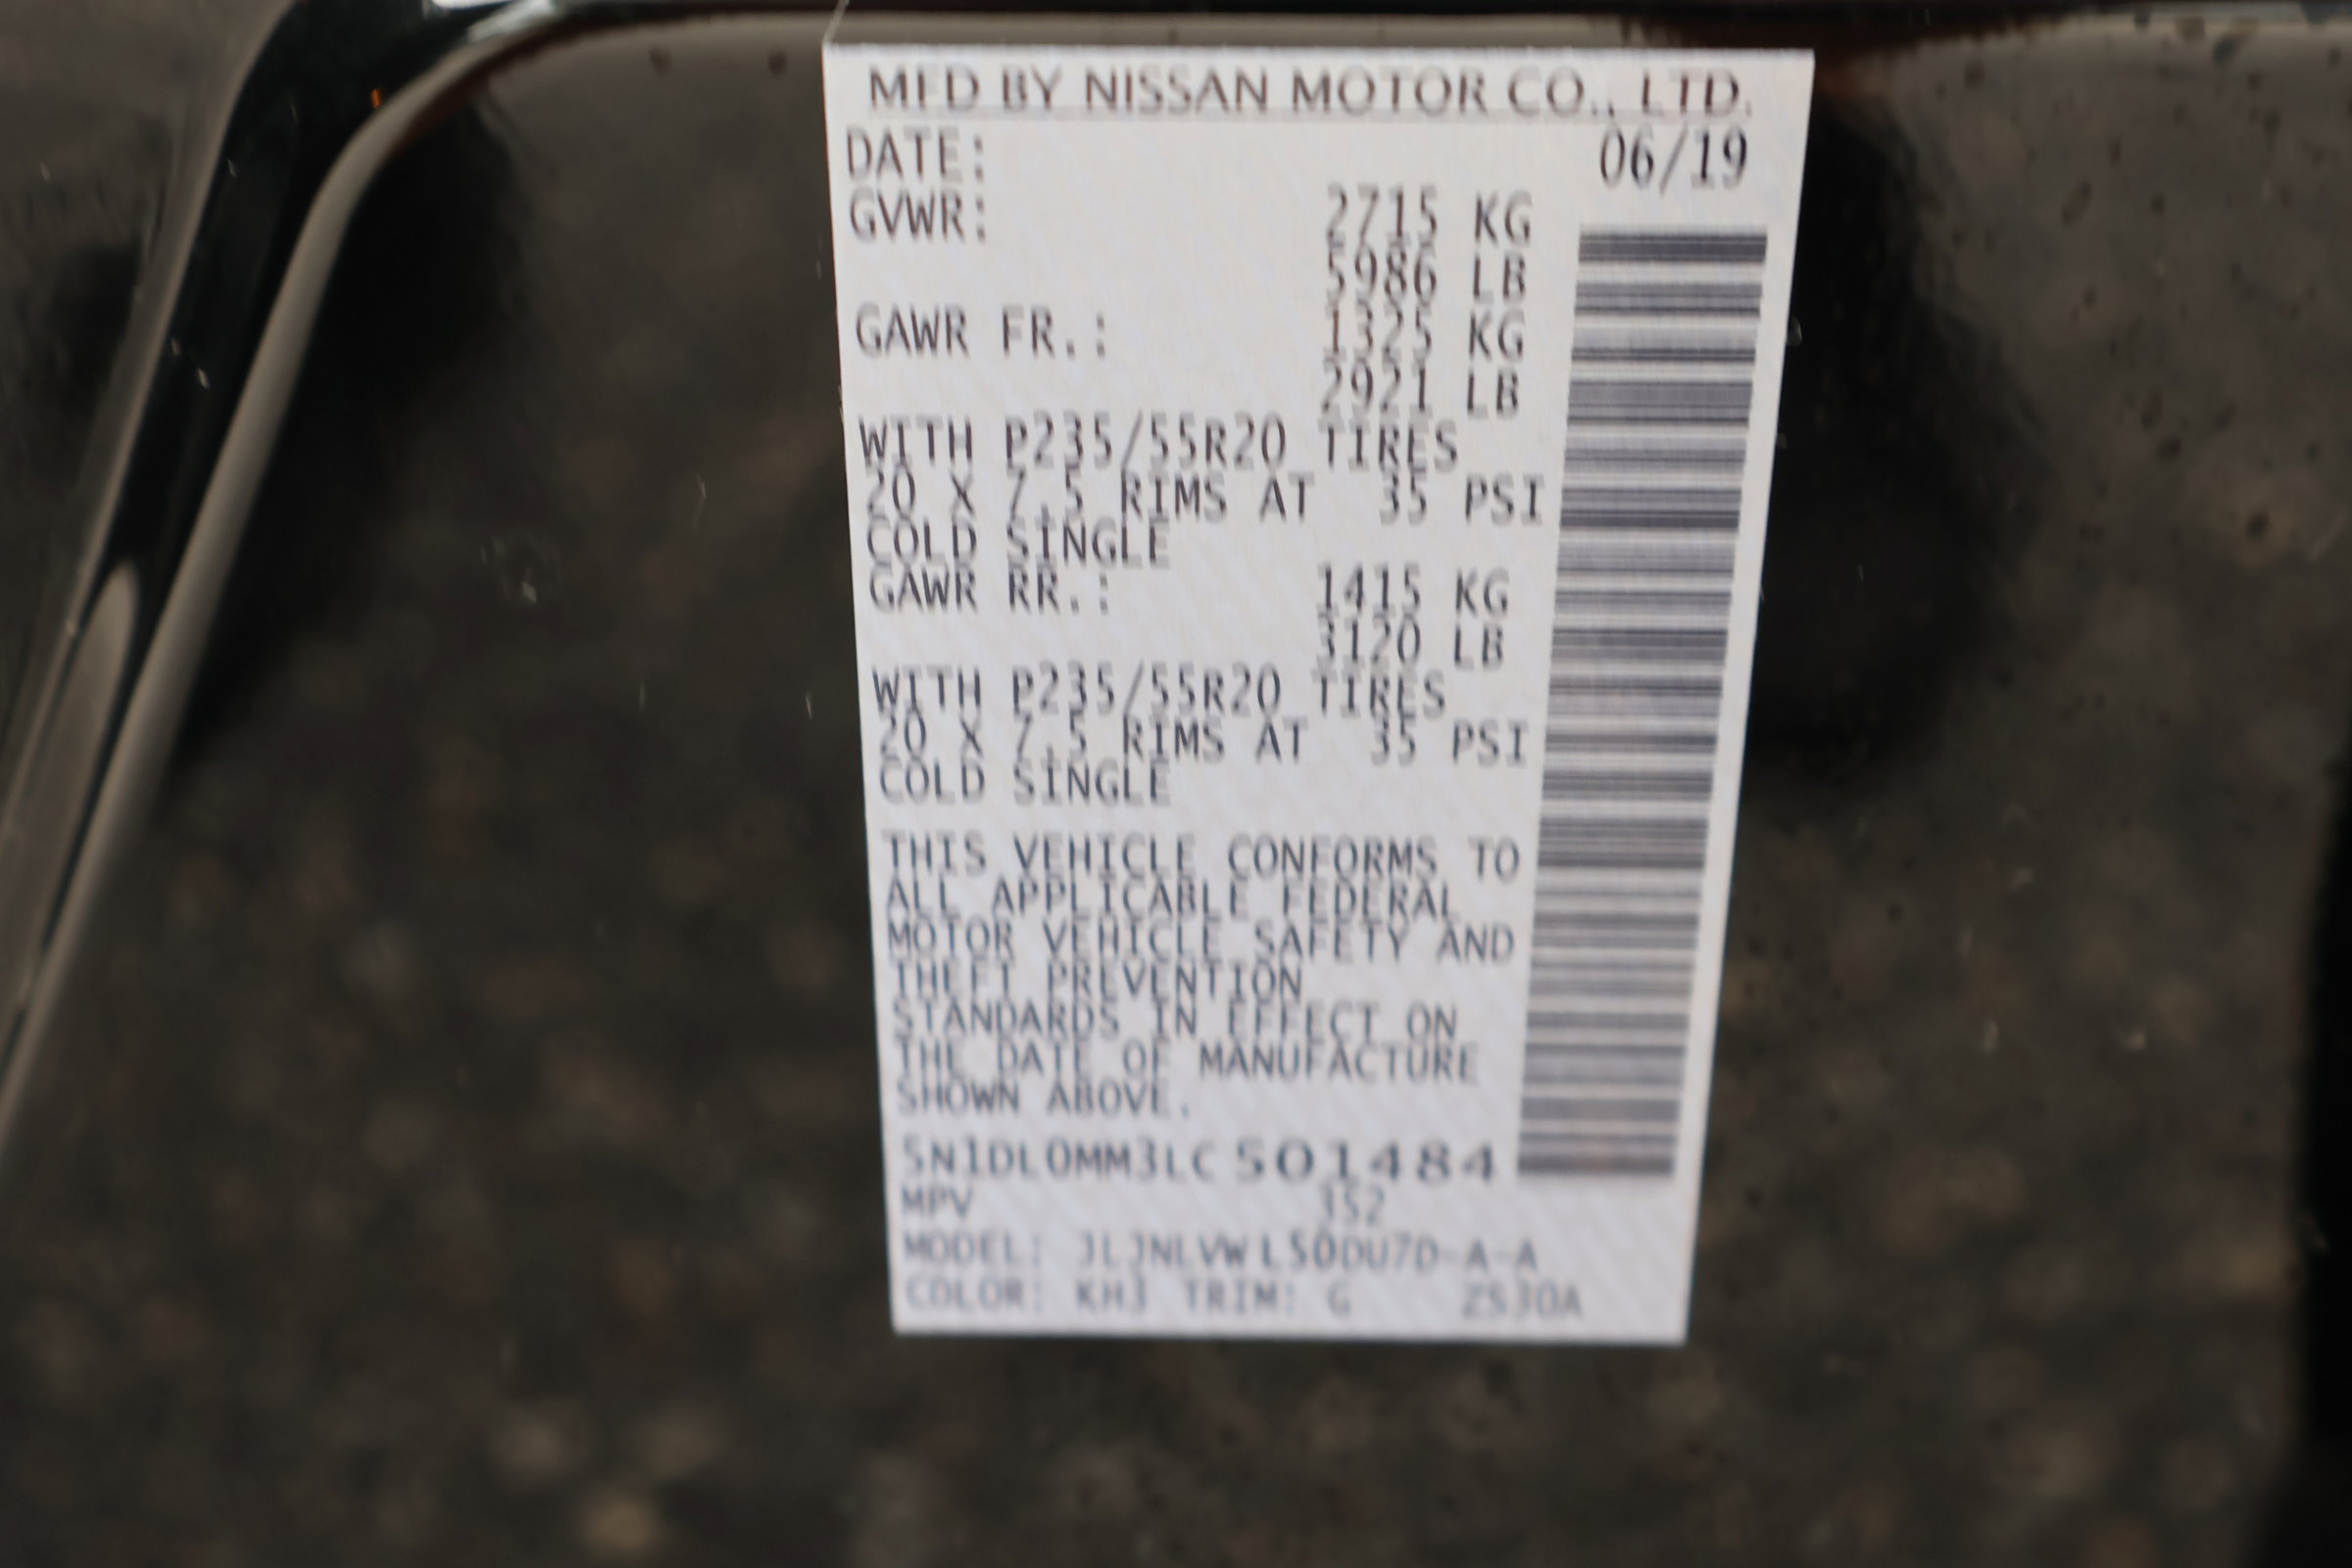 MFD BY NISSAN MOTOR CO., LTD.
DATE: 06/19
GVWR: 2715 KG
5986 LB
GAWR FR.: 1325 KG
2921 LB
WITH P235/55R20 TIRES
20 X 7.5 RIMS AT 35 PSI
COLD SINGLE
GAWR RR.: 1415 KG
3120 LB
WITH P235/55R20 TIRES
20 X 7.5 RIMS AT 35 PSI
COLD SINGLE
THIS VEHICLE CONFORMS TO
ALL APPLICABLE FEDERAL
MOTOR VEHICLE SAFETY AND
THEFT PREVENTION
STANDARDS IN EFFECT ON
THE DATE OF MANUFACTURE
SHOWN ABOVE.
5N1DL0MM3LC501484
MPV
MODEL: JLJNLVWL50DU7D-A-A
COLOR: KH3 TRIM: G